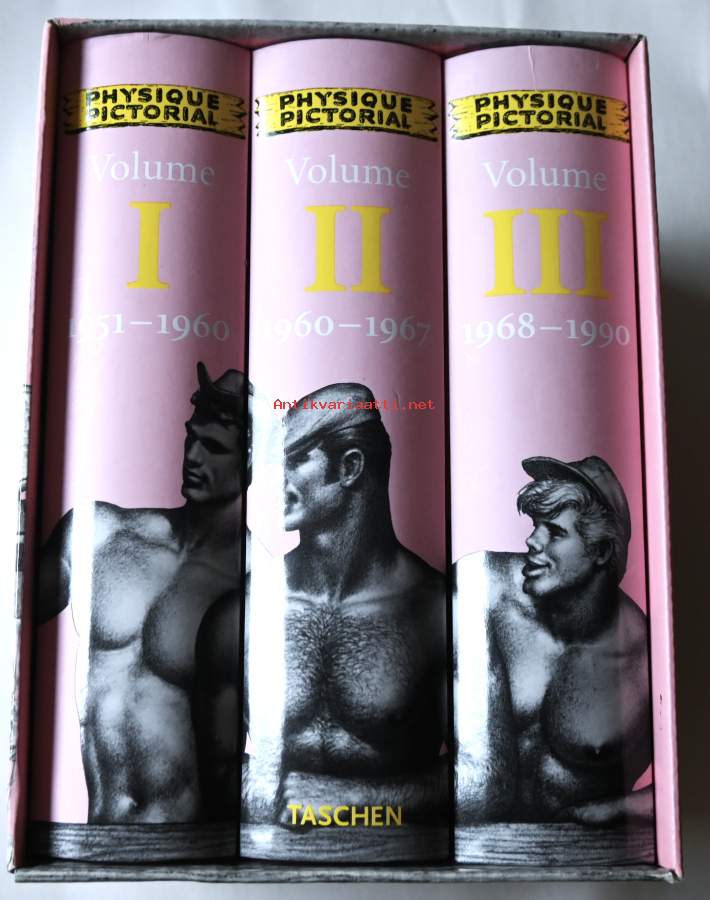 PHYSIQUE
PICTORIAL
Volume
I
1951–1960
PHYSIQUE
PICTORIAL
Volume
II
1960–1967
TASCHEN
PHYSIQUE
PICTORIAL
Volume
III
1968–1990
Antikvariaatti.net